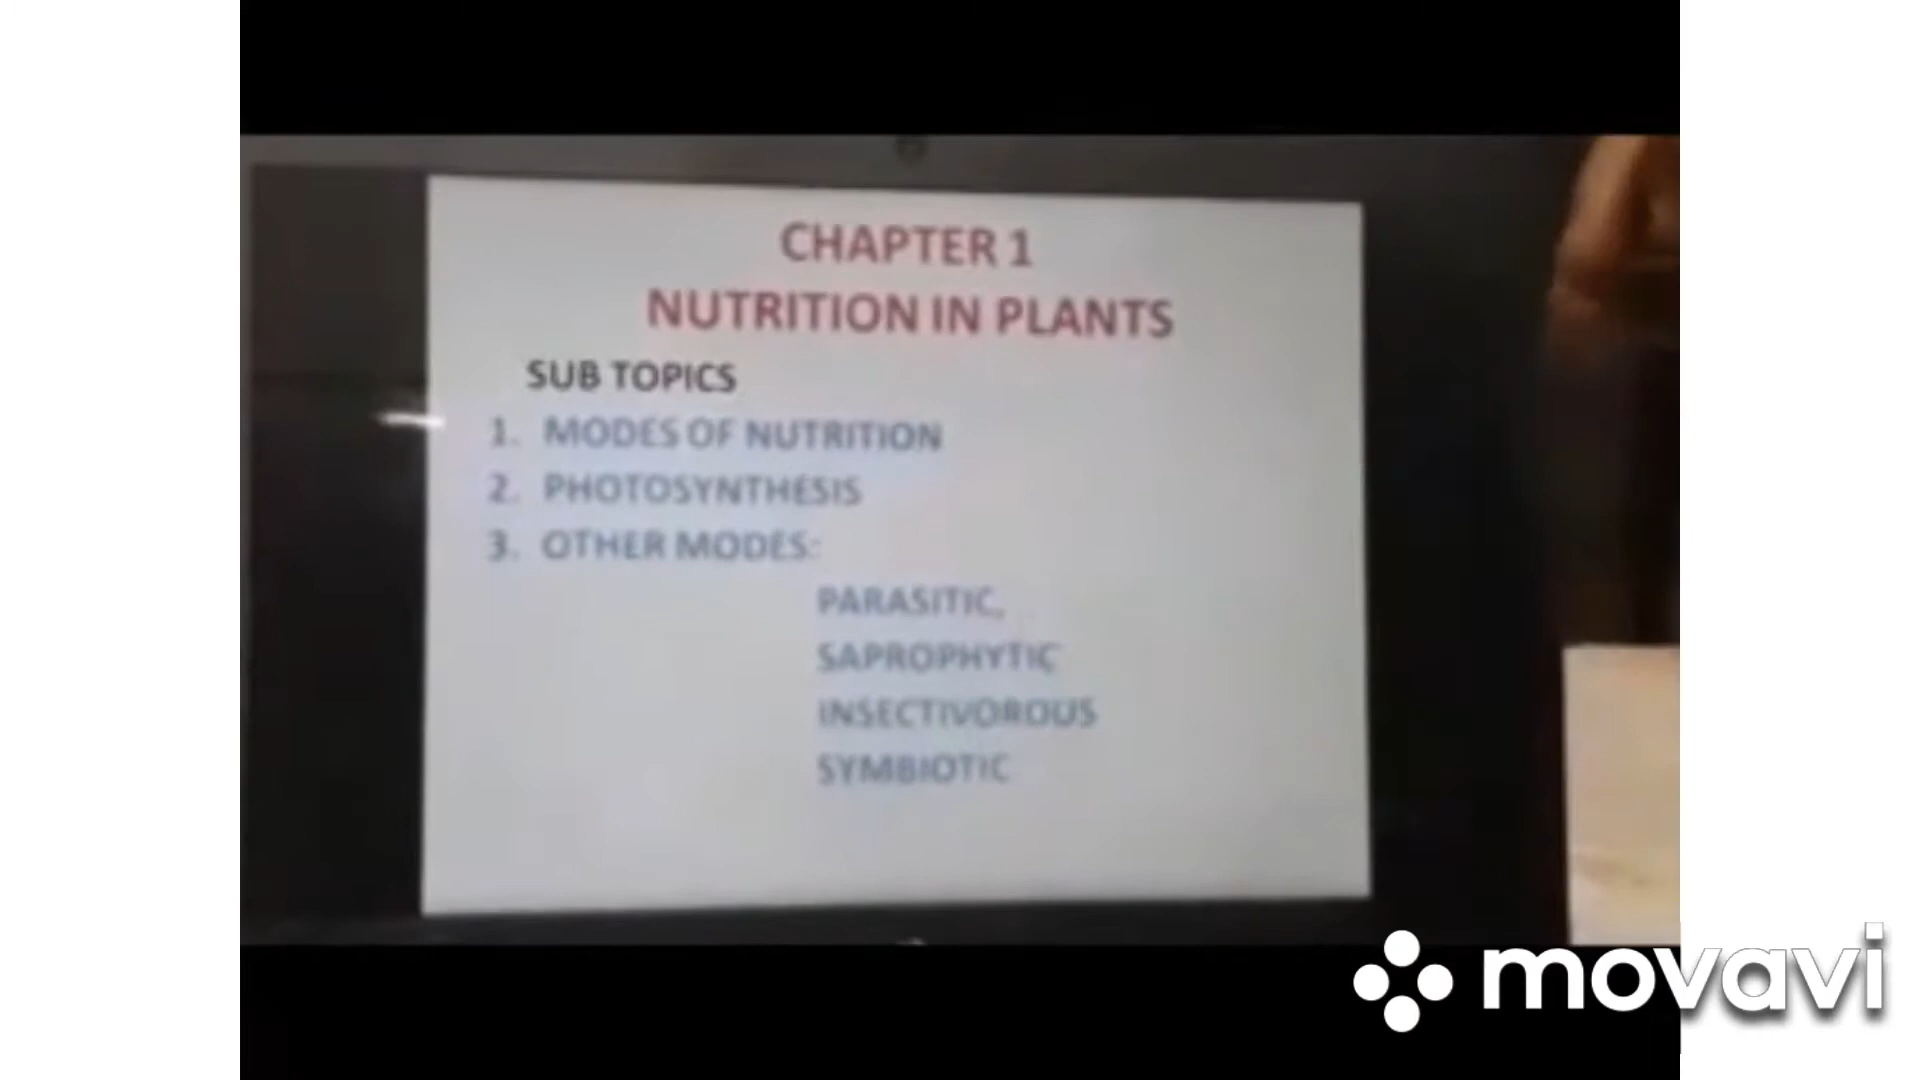 CHAPTER 1
NUTRITION IN PLANTS
SUB TOPICS
1. MODES OF NUTRITION
2. PHOTOSYNTHESIS
3. OTHER MODES:
PARASITIC,
SAPROPHYTIC
INSECTIVOROUS
SYMBIOTIC
movavi